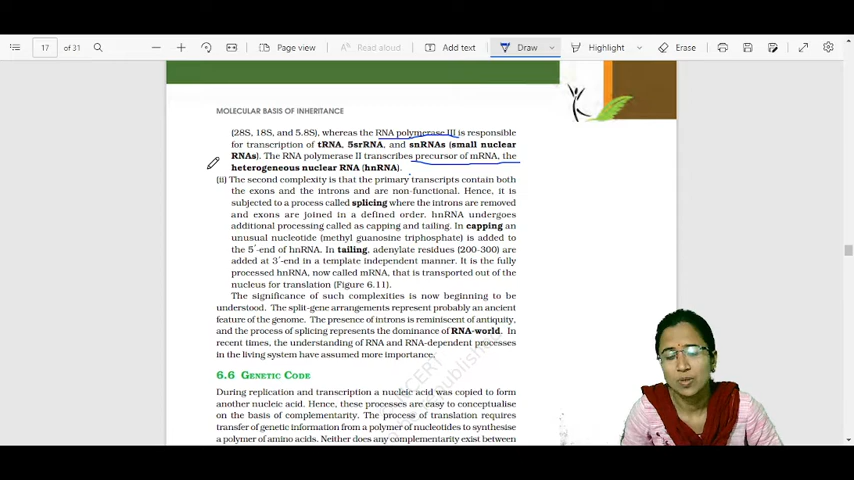 17
of 31
Page view
Read aloud
Add text
Draw
Highlight
Erase
MOLECULAR BASIS OF INHERITANCE
(28S, 18S, and 5.8S), whereas the RNA polymerase III is responsible
for transcription of tRNA, 5srRNA, and snRNAs (small nuclear
RNAs). The RNA polymerase II transcribes precursor of mRNA, the
heterogeneous nuclear RNA (hnRNA).
(ii) The second complexity is that the primary transcripts contain both
the exons and the introns and are non-functional. Hence, it is
subjected to a process called splicing where the introns are removed
and exons are joined in a defined order. hnRNA undergoes
additional processing called as capping and tailing. In capping an
unusual nucleotide (methyl guanosine triphosphate) is added to
the 5´-end of hnRNA. In tailing, adenylate residues (200-300) are
added at 3´-end in a template independent manner. It is the fully
processed hnRNA, now called mRNA, that is transported out of the
nucleus for translation (Figure 6.11).
The significance of such complexities is now beginning to be
understood. The split-gene arrangements represent probably an ancient
feature of the genome. The presence of introns is reminiscent of antiquity,
and the process of splicing represents the dominance of RNA-world. In
recent times, the understanding of RNA and RNA-dependent processes
in the living system have assumed more importance.
6.6 GENETIC CODE
During replication and transcription a nucleic acid was copied to form
another nucleic acid. Hence, these processes are easy to conceptualise
on the basis of complementarity. The process of translation requires
transfer of genetic information from a polymer of nucleotides to synthesise
a polymer of amino acids. Neither does any complementarity exist between